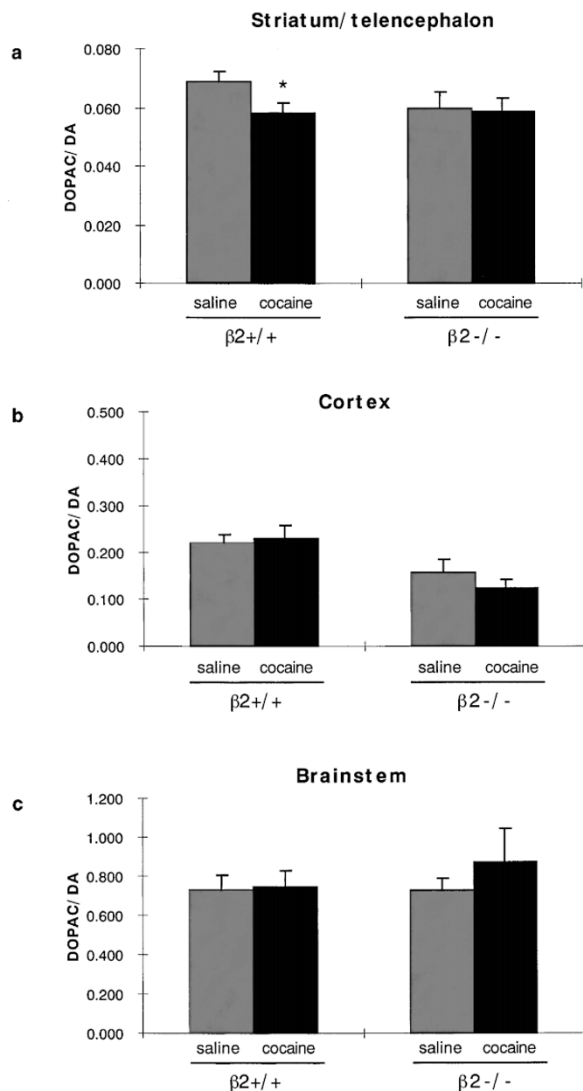 Striatum/telencephalon
a
0.080
*
0.060
0.040
0.020
0.000
DOPAC/DA
saline cocaine saline cocaine
β2+/+ β2-/-
Cortex
b
0.500
0.400
0.300
0.200
0.100
0.000
DOPAC/DA
saline cocaine saline cocaine
β2+/+ β2-/-
Brainstem
c
1.200
1.000
0.800
0.600
0.400
0.200
0.000
DOPAC/DA
saline cocaine saline cocaine
β2+/+ β2-/-